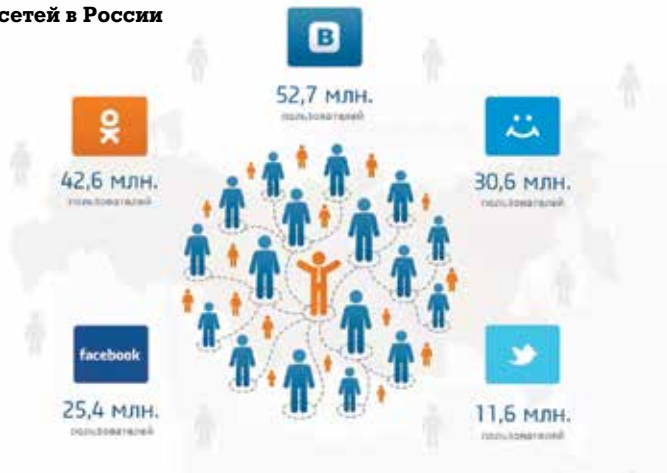 сетей в России
В
52,7 млн.
пользователей
42,6 млн.
пользователей
30,6 млн.
пользователей
facebook
25,4 млн.
пользователей
11,6 млн.
пользователей